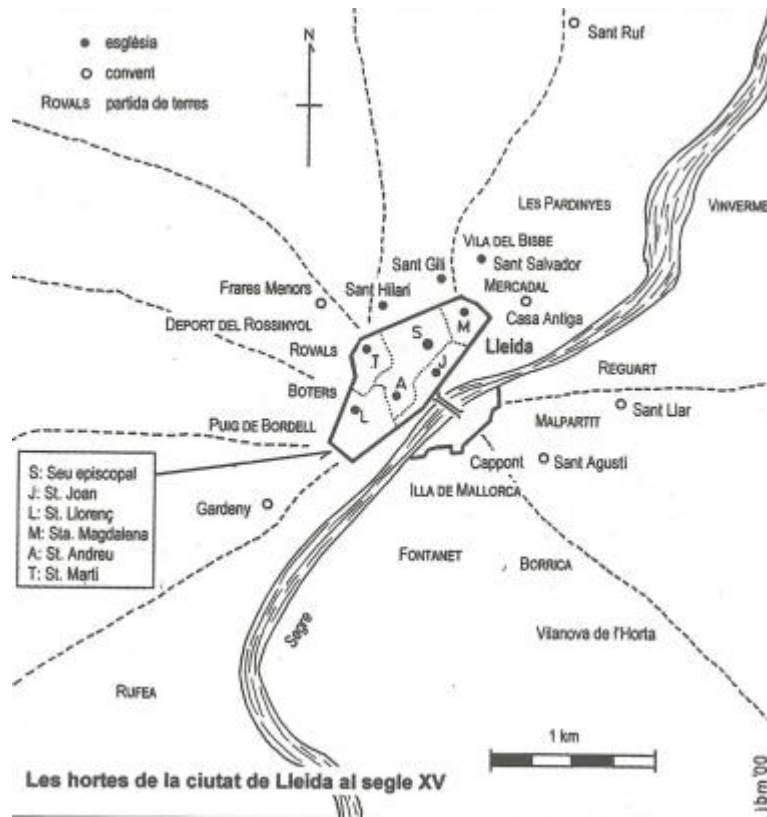 església
convent
ROVALS partida de terres
N
Sant Ruf
LES PARDINYES
VINVERME
VILA DEL BISBE
Sant Gili
Sant Salvador
Frares Menors
Sant Hilari
MERCADAL
Casa Antiga
DEPORT DEL ROSSINYOL
M
S
Lleida
ROVALS
T
J
REGUART
BOTERS
A
L
MALPARTIT
Sant Llar
PUIG DE BORDELL
Cappont
Sant Agustí
S: Seu episcopal
J: St. Joan
L: St. Llorenç
M: Sta. Magdalena
A: St. Andreu
T: St. Martí
Gardeny
ILLA DE MALLORCA
FONTANET
BORRICA
Segre
Vilanova de l'Horta
RUFEA
1 km
Les hortes de la ciutat de Lleida al segle XV
ibm'00